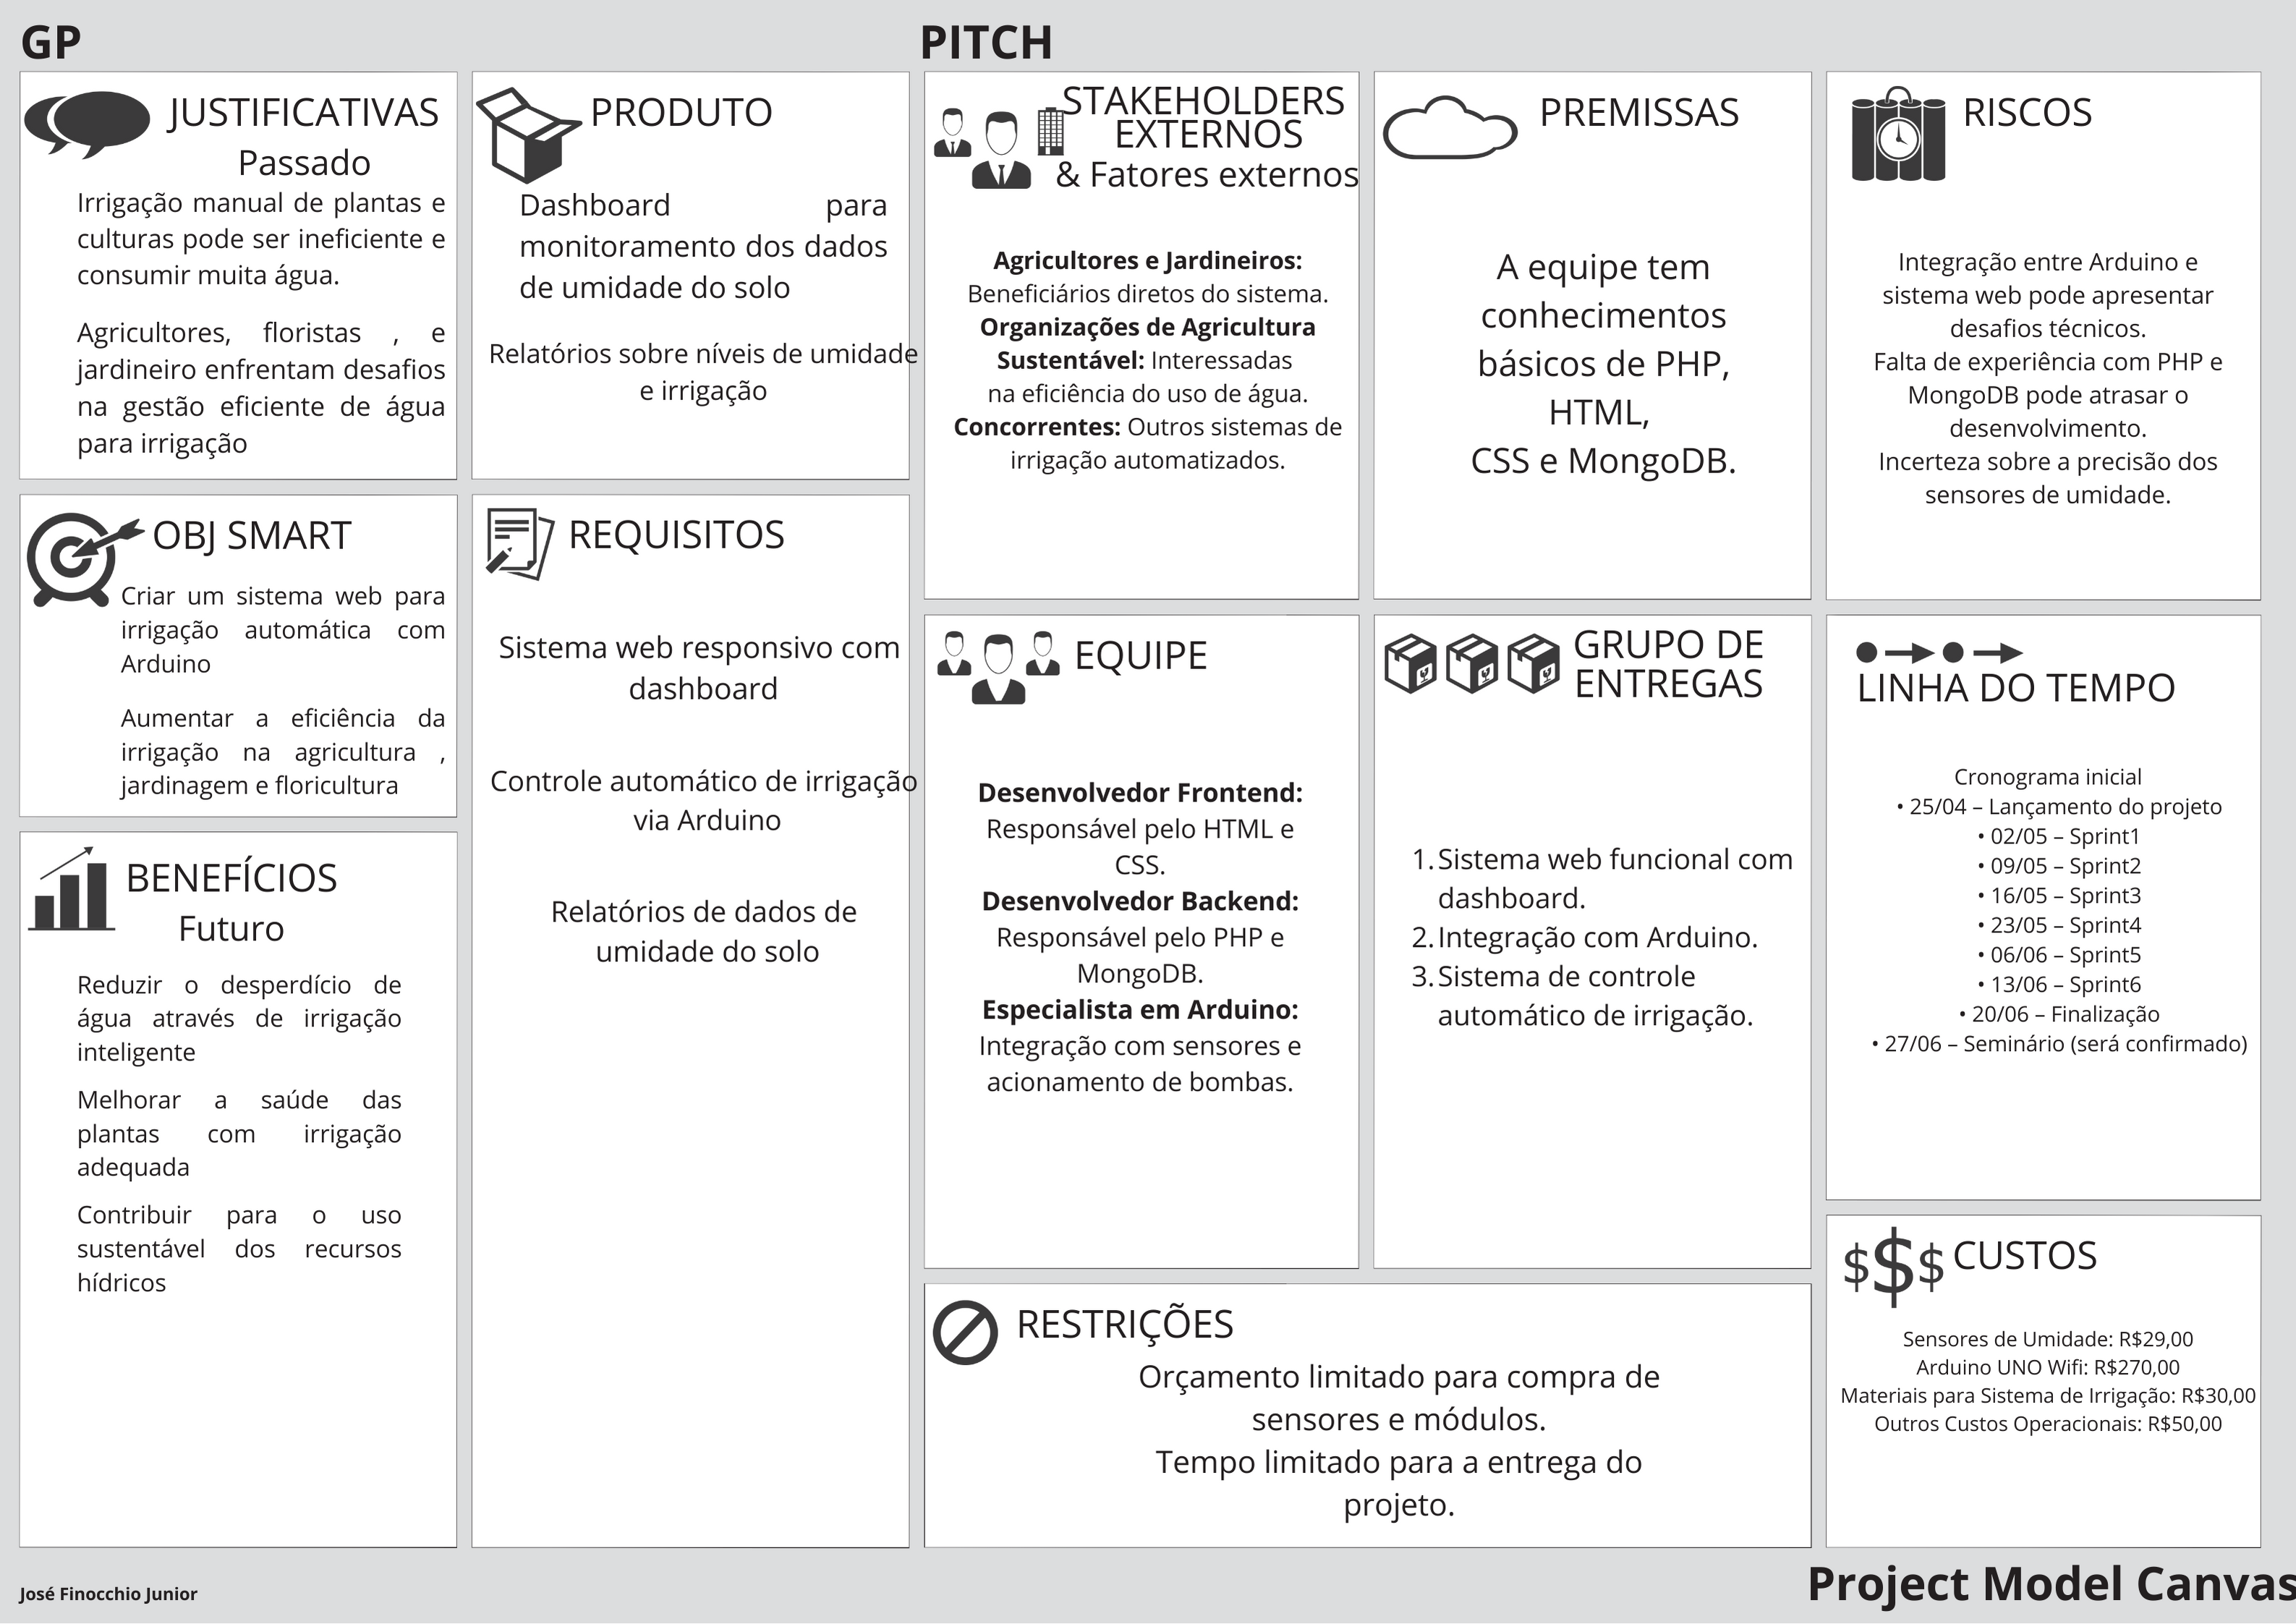 GP
PITCH
JUSTIFICATIVAS
Passado
Irrigação manual de plantas e
culturas pode ser ineficiente e
consumir muita água.
Agricultores, floristas , e
jardineiro enfrentam desafios
na gestão eficiente de água
para irrigação
PRODUTO
Dashboard para
monitoramento dos dados
de umidade do solo
Relatórios sobre níveis de umidade
e irrigação
STAKEHOLDERS
EXTERNOS
& Fatores externos
Agricultores e Jardineiros:
Beneficiários diretos do sistema.
Organizações de Agricultura
Sustentável: Interessadas
na eficiência do uso de água.
Concorrentes: Outros sistemas de
irrigação automatizados.
PREMISSAS
A equipe tem
conhecimentos
básicos de PHP,
HTML,
CSS e MongoDB.
RISCOS
Integração entre Arduino e
sistema web pode apresentar
desafios técnicos.
Falta de experiência com PHP e
MongoDB pode atrasar o
desenvolvimento.
Incerteza sobre a precisão dos
sensores de umidade.
OBJ SMART
Criar um sistema web para
irrigação automática com
Arduino
Aumentar a eficiência da
irrigação na agricultura ,
jardinagem e floricultura
REQUISITOS
Sistema web responsivo com
dashboard
Controle automático de irrigação
via Arduino
Relatórios de dados de
umidade do solo
EQUIPE
Desenvolvedor Frontend:
Responsável pelo HTML e
CSS.
Desenvolvedor Backend:
Responsável pelo PHP e
MongoDB.
Especialista em Arduino:
Integração com sensores e
acionamento de bombas.
GRUPO DE
ENTREGAS
1. Sistema web funcional com
dashboard.
2. Integração com Arduino.
3. Sistema de controle
automático de irrigação.
LINHA DO TEMPO
Cronograma inicial
• 25/04 – Lançamento do projeto
• 02/05 – Sprint1
• 09/05 – Sprint2
• 16/05 – Sprint3
• 23/05 – Sprint4
• 06/06 – Sprint5
• 13/06 – Sprint6
• 20/06 – Finalização
• 27/06 – Seminário (será confirmado)
BENEFÍCIOS
Futuro
Reduzir o desperdício de
água através de irrigação
inteligente
Melhorar a saúde das
plantas com irrigação
adequada
Contribuir para o uso
sustentável dos recursos
hídricos
RESTRIÇÕES
Orçamento limitado para compra de
sensores e módulos.
Tempo limitado para a entrega do
projeto.
$$$ CUSTOS
Sensores de Umidade: R$29,00
Arduino UNO Wifi: R$270,00
Materiais para Sistema de Irrigação: R$30,00
Outros Custos Operacionais: R$50,00
José Finocchio Junior
Project Model Canvas